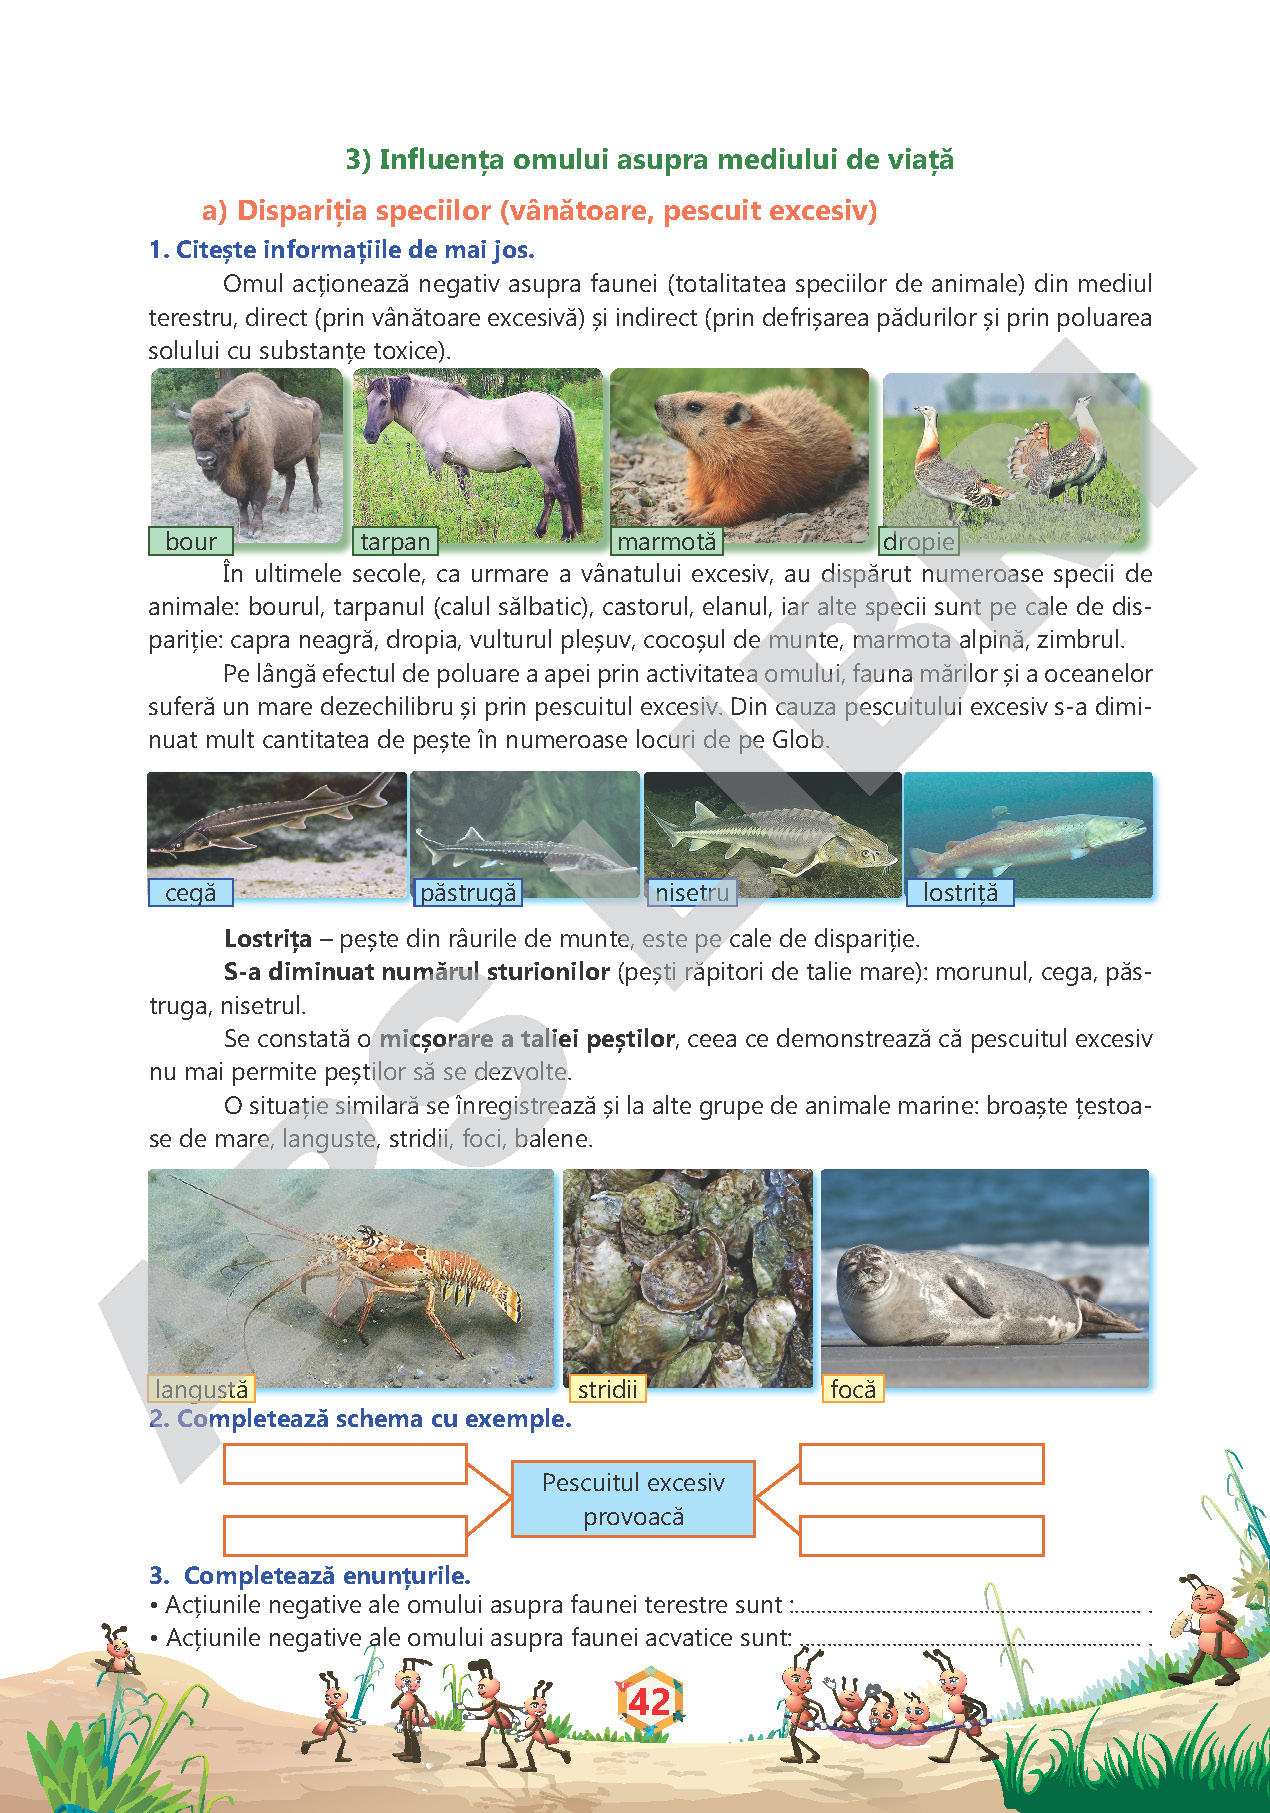 3) Influența omului asupra mediului de viață
a) Dispariția speciilor (vânătoare, pescuit excesiv)
1. Citește informațiile de mai jos.
Omul acționează negativ asupra faunei (totalitatea speciilor de animale) din mediul
terestru, direct (prin vânătoare excesivă) și indirect (prin defrișarea pădurilor și prin poluarea
solului cu substanțe toxice).
bour
tarpan
marmotă
dropie
În ultimele secole, ca urmare a vânatului excesiv, au dispărut numeroase specii de
animale: bourul, tarpanul (calul sălbatic), castorul, elanul, iar alte specii sunt pe cale de dis-
pariție: capra neagră, dropia, vulturul pleșuv, cocoșul de munte, marmota alpină, zimbrul.
Pe lângă efectul de poluare a apei prin activitatea omului, fauna mărilor și a oceanelor
suferă un mare dezechilibru și prin pescuitul excesiv. Din cauza pescuitului excesiv s-a dimi-
nuat mult cantitatea de pește în numeroase locuri de pe Glob.
cegă
păstrugă
nisetru
lostriță
Lostrița – pește din râurile de munte, este pe cale de dispariție.
S-a diminuat numărul sturionilor (pești răpitori de talie mare): morunul, cega, păs-
truga, nisetrul.
Se constată o micșorare a taliei peștilor, ceea ce demonstrează că pescuitul excesiv
nu mai permite peștilor să se dezvolte.
O situație similară se înregistrează și la alte grupe de animale marine: broaște țestoa-
se de mare, languste, stridii, foci, balene.
langustă
stridii
focă
2. Completează schema cu exemple.
Pescuitul excesiv
provoacă
3. Completează enunțurile.
• Acțiunile negative ale omului asupra faunei terestre sunt :...................................................... .
• Acțiunile negative ale omului asupra faunei acvatice sunt: ..................................................... .
42
APS LIBRI